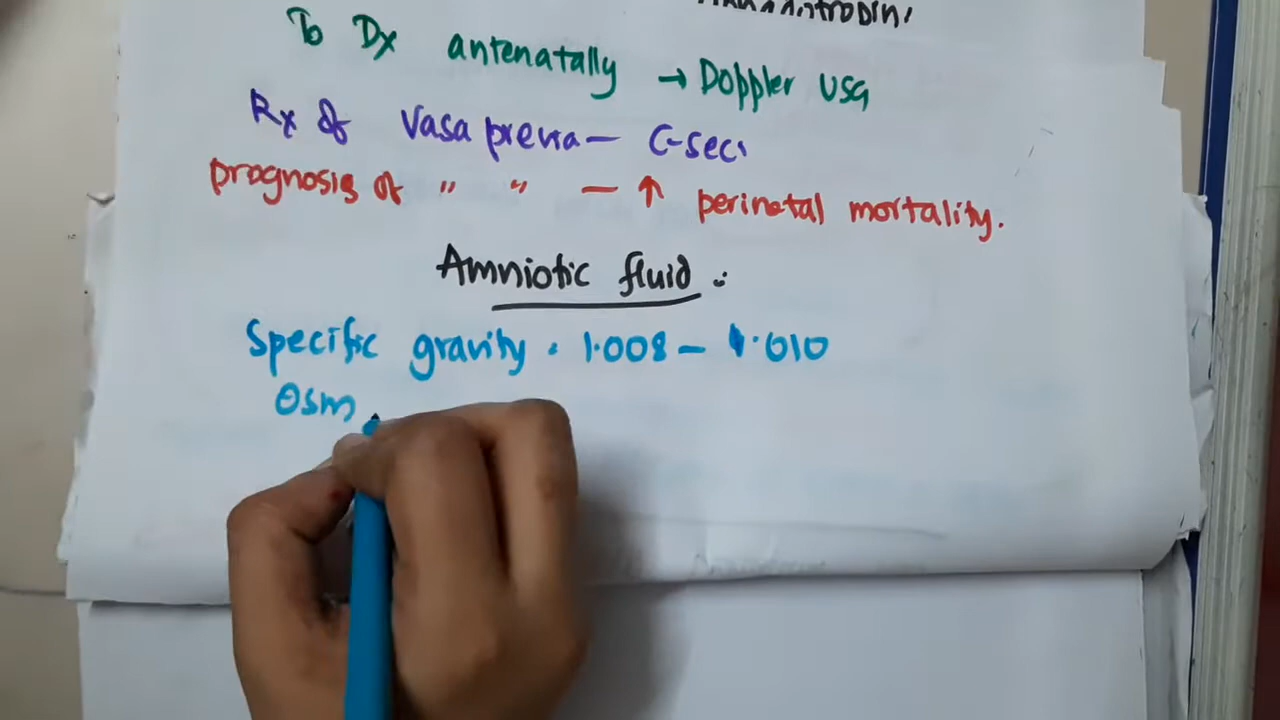 To Dx antenatally → Doppler USG
Rx of vasa previa — C-sec
prognosis of " " — ↑ perinatal mortality.
Amniotic fluid :
Specific gravity : 1.008 – 1.010
Osm